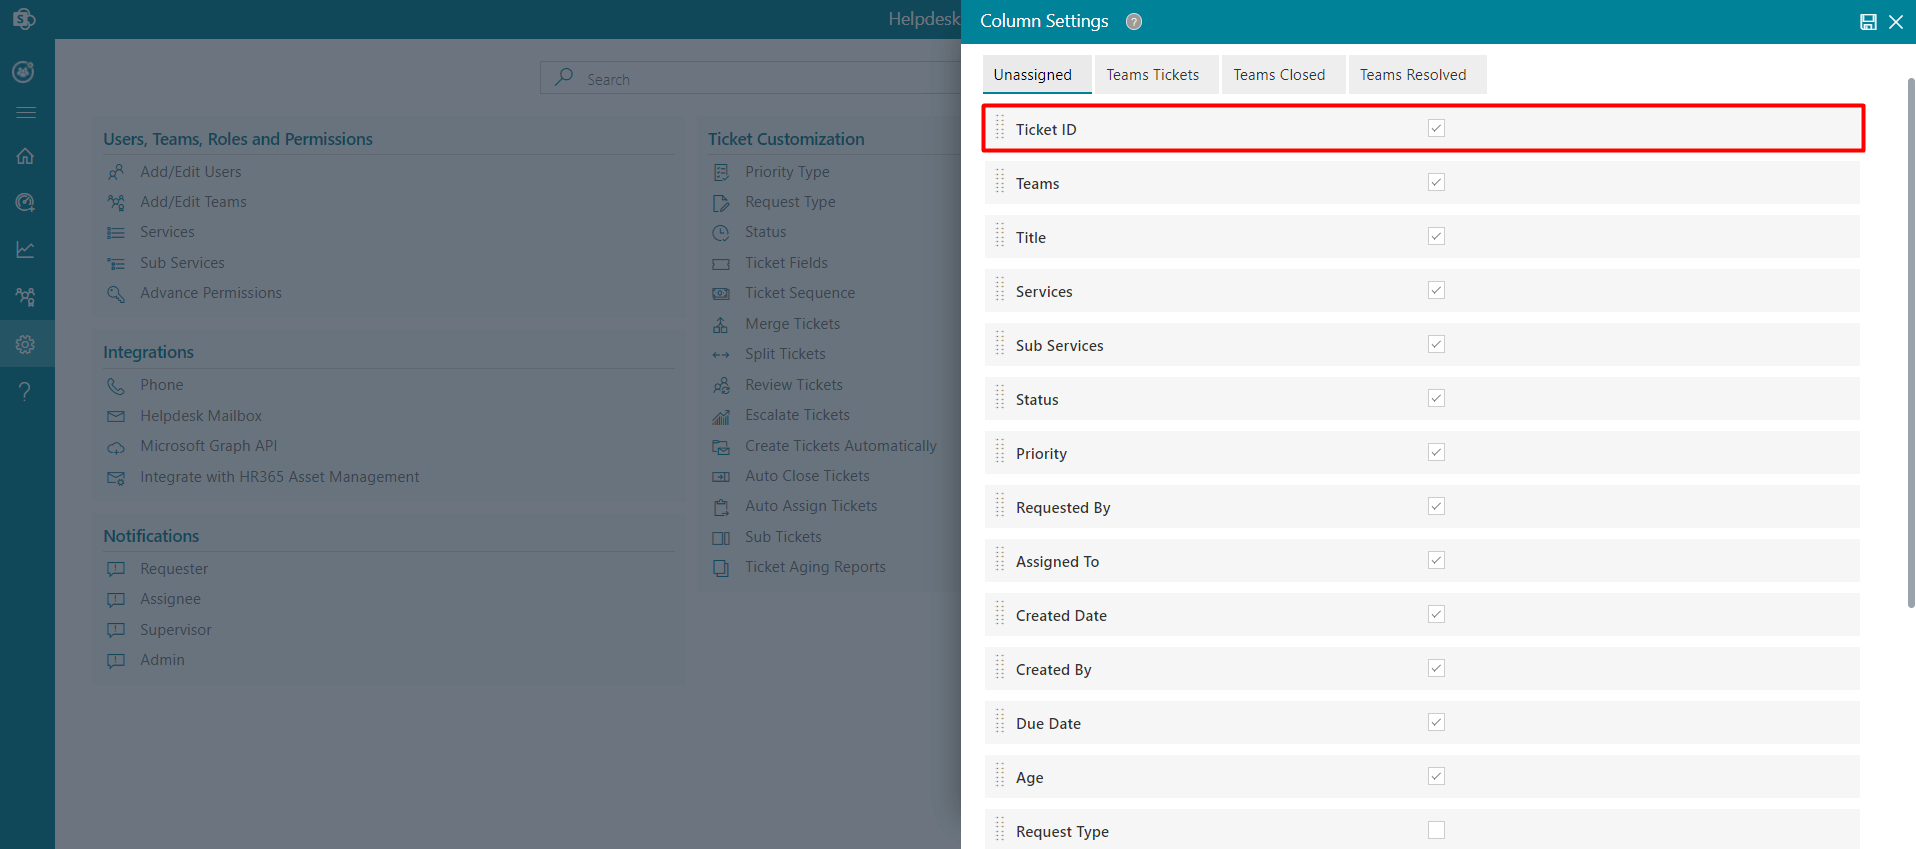 Helpdesk
Search
Users, Teams, Roles and Permissions
Add/Edit Users
Add/Edit Teams
Services
Sub Services
Advance Permissions
Integrations
Phone
Helpdesk Mailbox
Microsoft Graph API
Integrate with HR365 Asset Management
Notifications
Requester
Assignee
Supervisor
Admin
Ticket Customization
Priority Type
Request Type
Status
Ticket Fields
Ticket Sequence
Merge Tickets
Split Tickets
Review Tickets
Escalate Tickets
Create Tickets Automatically
Auto Close Tickets
Auto Assign Tickets
Sub Tickets
Ticket Aging Reports
Column Settings ?
Unassigned Teams Tickets Teams Closed Teams Resolved
Ticket ID
Teams
Title
Services
Sub Services
Status
Priority
Requested By
Assigned To
Created Date
Created By
Due Date
Age
Request Type